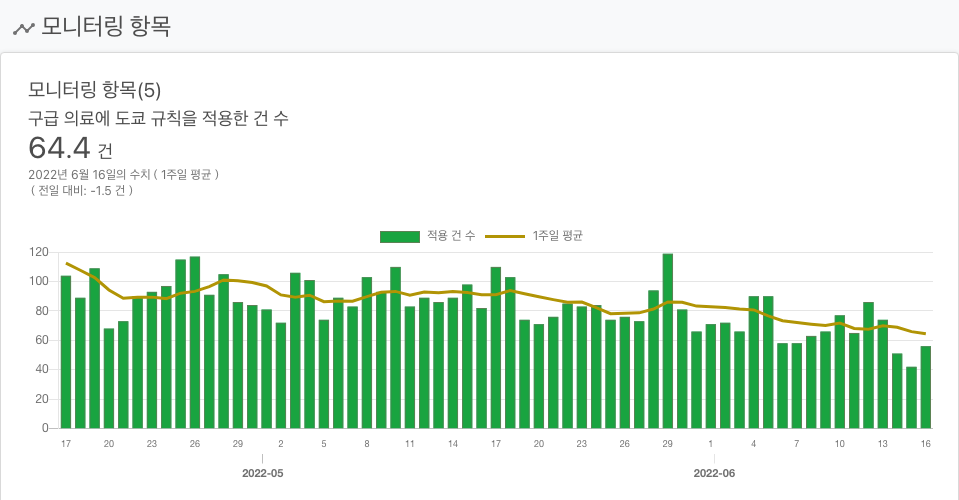 모니터링 항목
모니터링 항목(5)
구급 의료에 도쿄 규칙을 적용한 건 수
64.4 건
2022년 6월 16일의 수치 ( 1주일 평균 )
( 전일 대비: -1.5 건 )
적용 건 수 1주일 평균
120
100
80
60
40
20
0
17 20 23 26 29 2 5 8 11 14 17 20 23 26 29 1 4 7 10 13 16
2022-05 2022-06